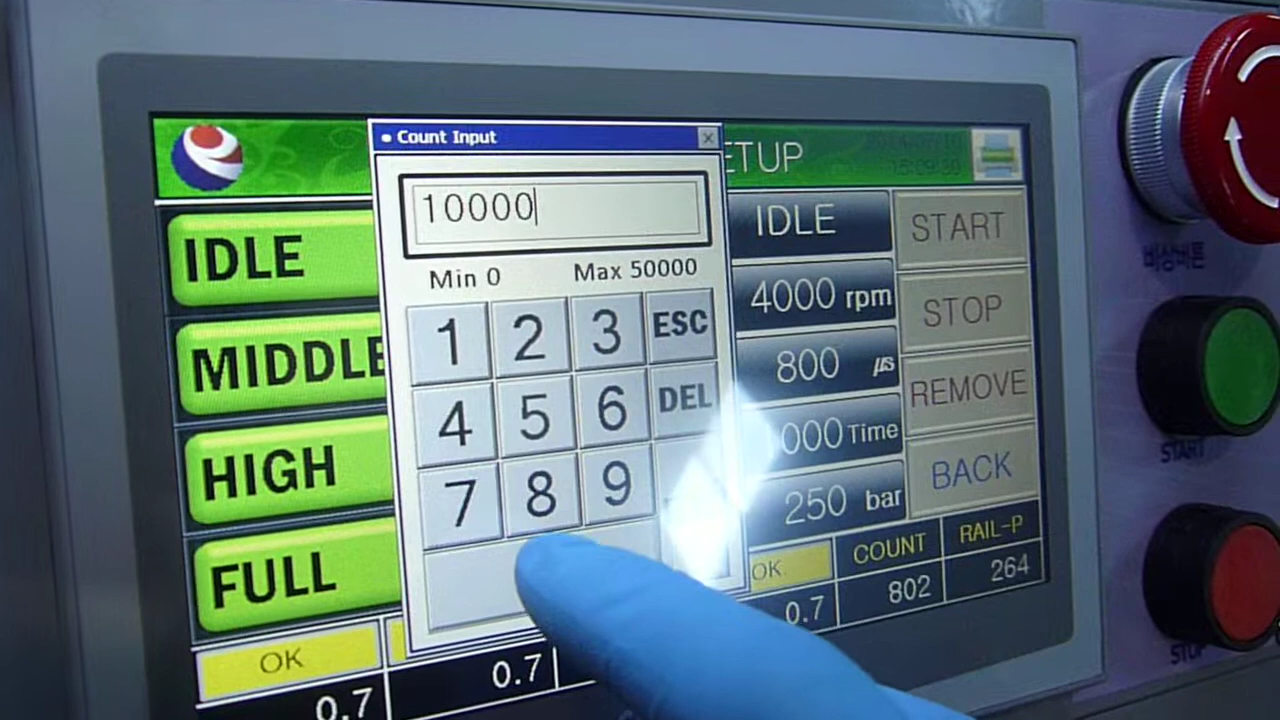 Count Input
ETUP
10000
Min 0 Max 50000
1 2 3 ESC
4 5 6 DEL
7 8 9
IDLE
MIDDLE
HIGH
FULL
IDLE
4000 rpm
800 µs
000 Time
250 bar
START
STOP
REMOVE
BACK
OK
0.7
0.7
OK.
0.7
COUNT
802
RAIL-P
264
비상버튼
START
STOP